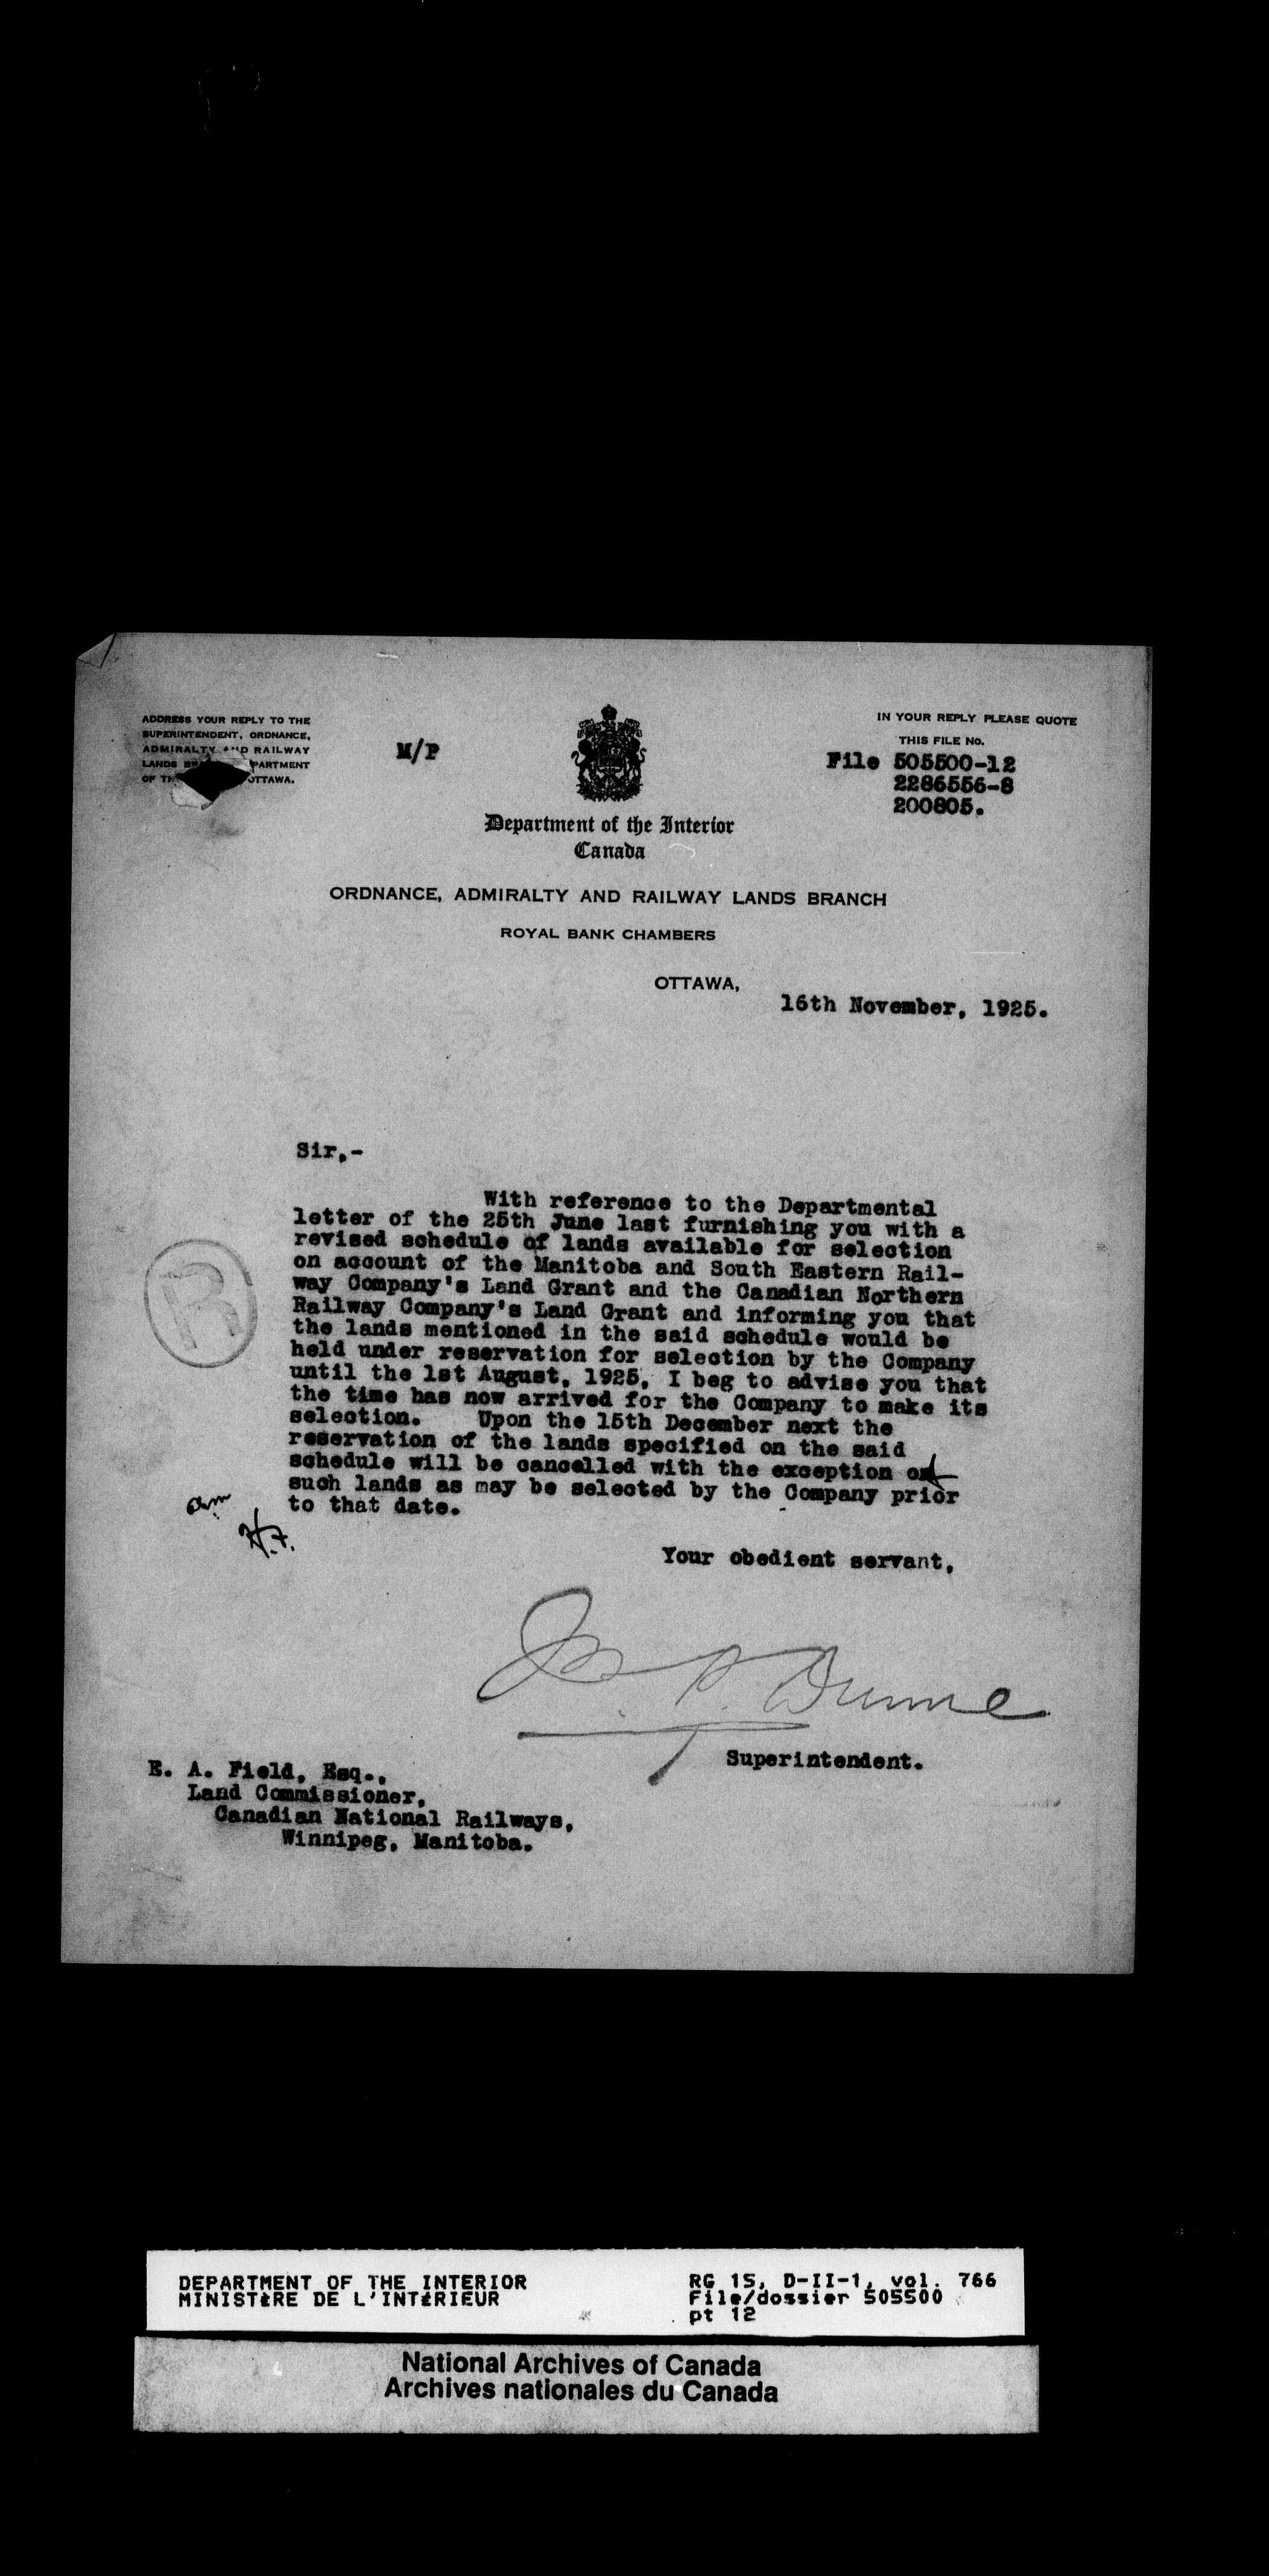 ADDRESS YOUR REPLY TO THE
SUPERINTENDENT, ORDNANCE,
ADMIRALTY AND RAILWAY
LANDS PARTMENT
OF OTTAWA.
M/P
IN YOUR REPLY PLEASE QUOTE
THIS FILE No.
File 505500-12
2286556-8
200805.
Department of the Interior
Canada
ORDNANCE, ADMIRALTY AND RAILWAY LANDS BRANCH
ROYAL BANK CHAMBERS
OTTAWA,
16th November, 1925.
Sir,-
With reference to the Departmental
letter of the 25th June last furnishing you with a
revised schedule of lands available for selection
on account of the Manitoba and South Eastern Rail-
way Company's Land Grant and the Canadian Northern
Railway Company's Land Grant and informing you that
the lands mentioned in the said schedule would be
held under reservation for selection by the Company
until the 1st August, 1925, I beg to advise you that
the time has now arrived for the Company to make its
selection. Upon the 15th December next the
reservation of the lands specified on the said
schedule will be cancelled with the exception of
such lands as may be selected by the Company prior
to that date.
R
Your obedient servant,
P. Dunne
Superintendent.
E. A. Field, Esq.,
Land Commissioner,
Canadian National Railways,
Winnipeg, Manitoba.
DEPARTMENT OF THE INTERIOR
MINISTÈRE DE L'INTÉRIEUR
RG 15, D-II-1, vol. 766
File/dossier 505500
pt 12
National Archives of Canada
Archives nationales du Canada